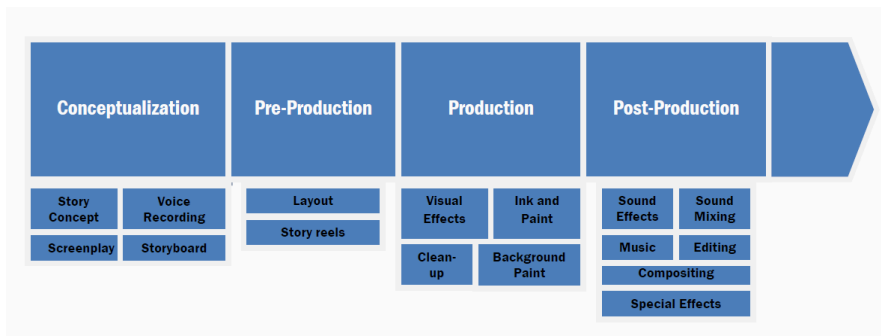 Conceptualization
Pre-Production
Production
Post-Production
Story
Concept
Voice
Recording
Screenplay
Storyboard
Layout
Story reels
Visual
Effects
Ink and
Paint
Clean-
up
Background
Paint
Sound
Effects
Sound
Mixing
Music
Editing
Compositing
Special Effects